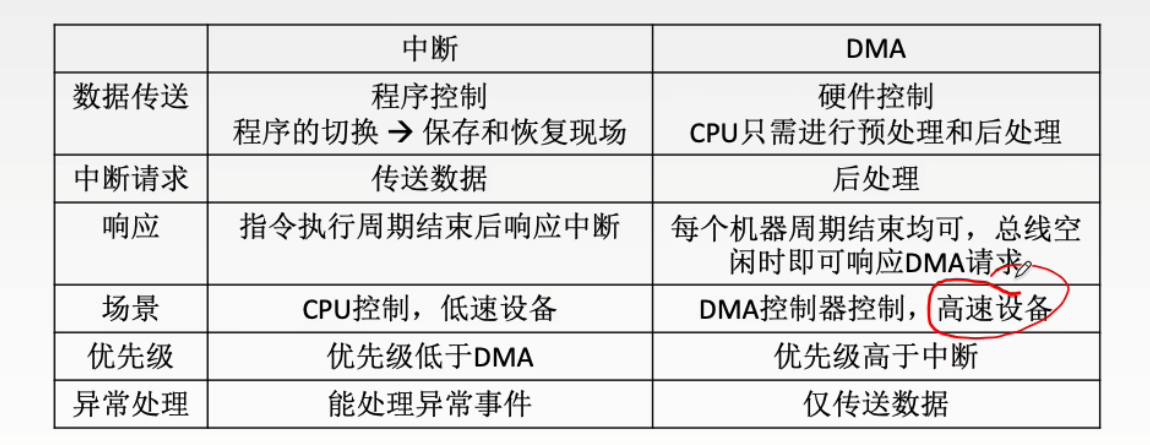 中断 DMA
数据传送 程序控制 硬件控制
程序的切换 → 保存和恢复现场 CPU只需进行预处理和后处理
中断请求 传送数据 后处理
响应 指令执行周期结束后响应中断 每个机器周期结束均可，总线空
闲时即可响应DMA请求
场景 CPU控制，低速设备 DMA控制器控制，高速设备
优先级 优先级低于DMA 优先级高于中断
异常处理 能处理异常事件 仅传送数据